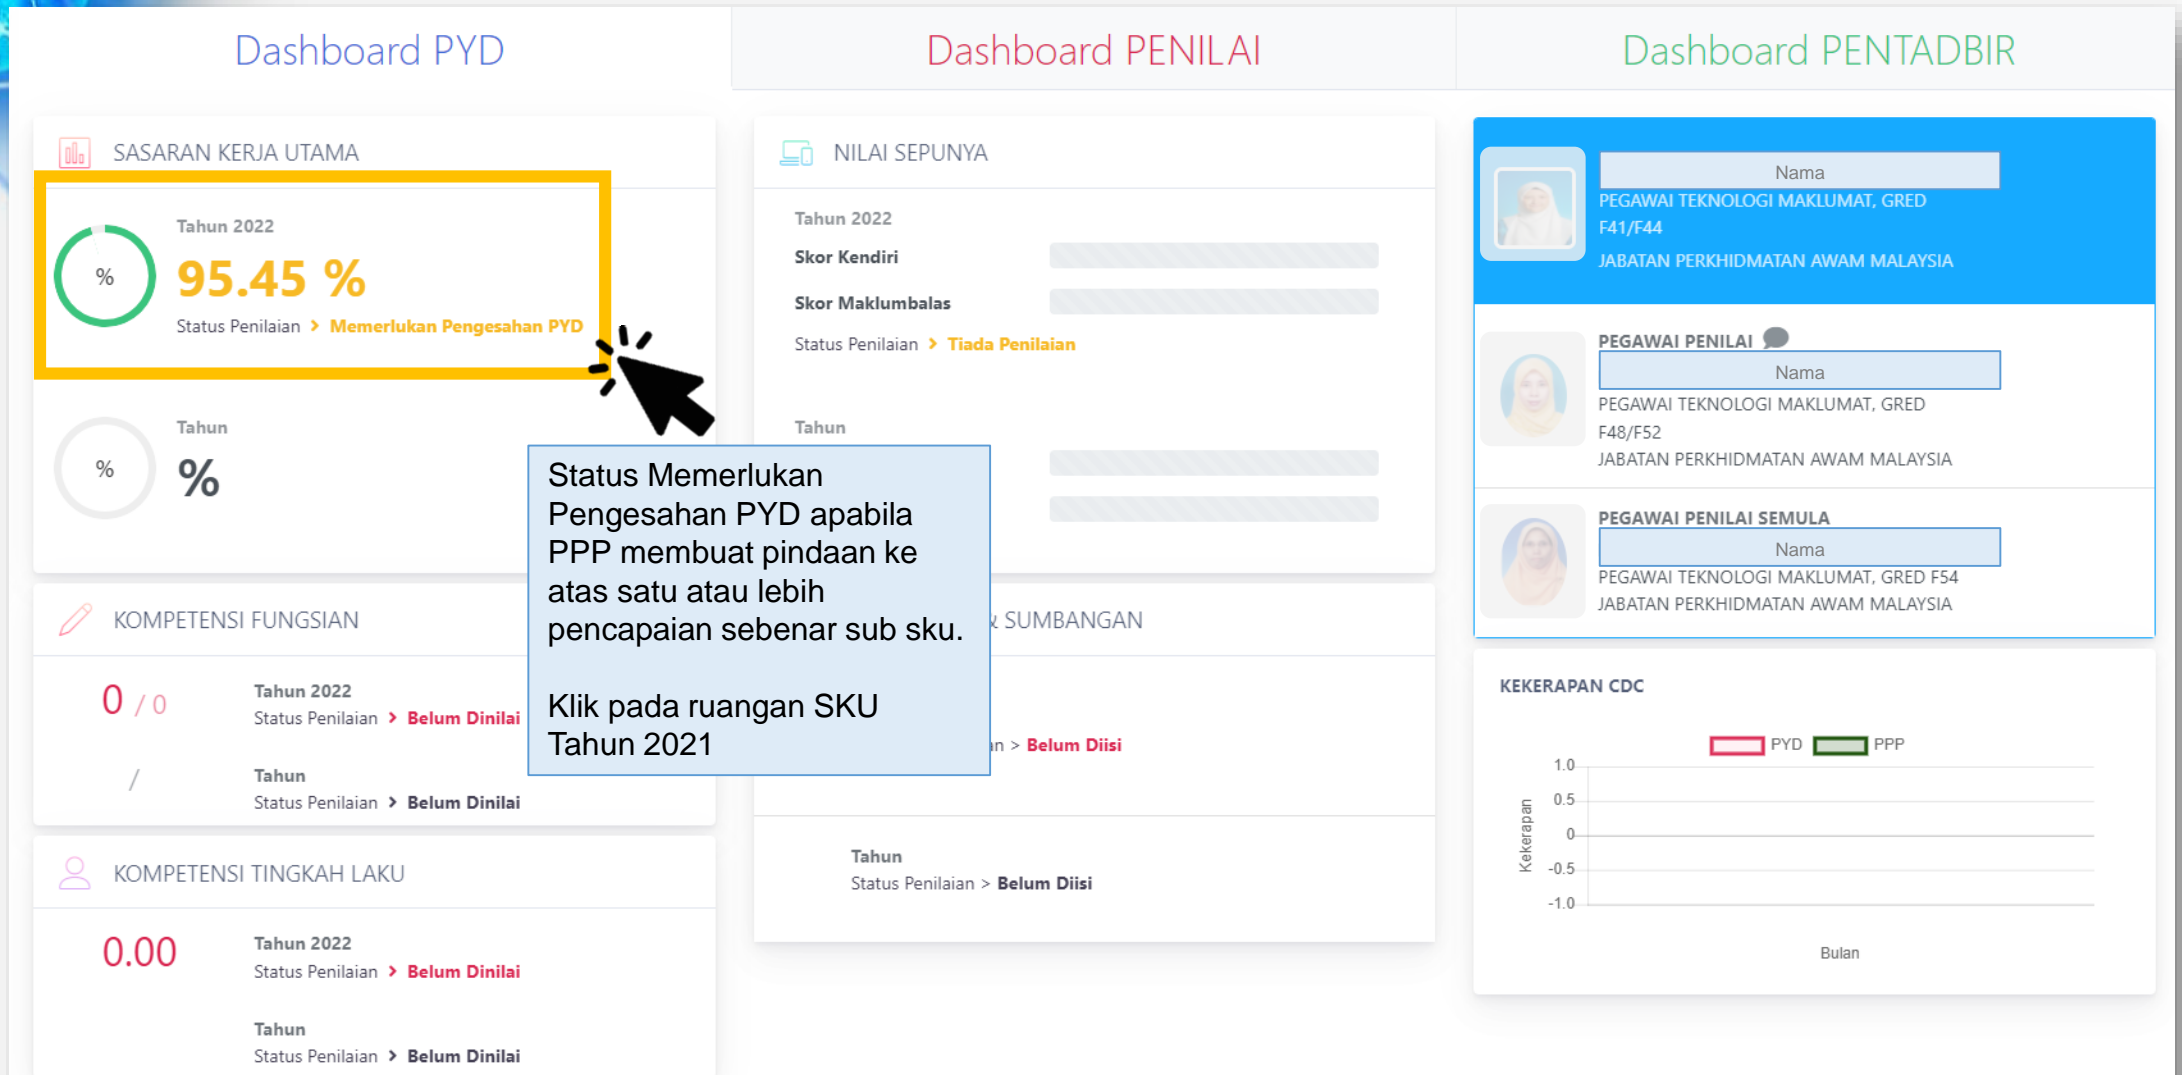 Dashboard PYD
Dashboard PENILAI
Dashboard PENTADBIR
SASARAN KERJA UTAMA
%
Tahun 2022
95.45 %
Status Penilaian > Memerlukan Pengesahan PYD
%
Tahun
%
NILAI SEPUNYA
Tahun 2022
Skor Kendiri
Skor Maklumbalas
Status Penilaian > Tiada Penilaian
Tahun
Status Memerlukan
Pengesahan PYD apabila
PPP membuat pindaan ke
atas satu atau lebih
pencapaian sebenar sub sku.
Klik pada ruangan SKU
Tahun 2021
KOMPETENSI FUNGSIAN
0 / 0
Tahun 2022
Status Penilaian > Belum Dinilai
/
Tahun
Status Penilaian > Belum Dinilai
& SUMBANGAN
> Belum Diisi
Tahun
Status Penilaian > Belum Diisi
KOMPETENSI TINGKAH LAKU
0.00
Tahun 2022
Status Penilaian > Belum Dinilai
Tahun
Status Penilaian > Belum Dinilai
Nama
PEGAWAI TEKNOLOGI MAKLUMAT, GRED
F41/F44
JABATAN PERKHIDMATAN AWAM MALAYSIA
PEGAWAI PENILAI
Nama
PEGAWAI TEKNOLOGI MAKLUMAT, GRED
F48/F52
JABATAN PERKHIDMATAN AWAM MALAYSIA
PEGAWAI PENILAI SEMULA
Nama
PEGAWAI TEKNOLOGI MAKLUMAT, GRED F54
JABATAN PERKHIDMATAN AWAM MALAYSIA
KEKERAPAN CDC
PYD PPP
1.0
0.5
0
-0.5
-1.0
Kekerapan
Bulan